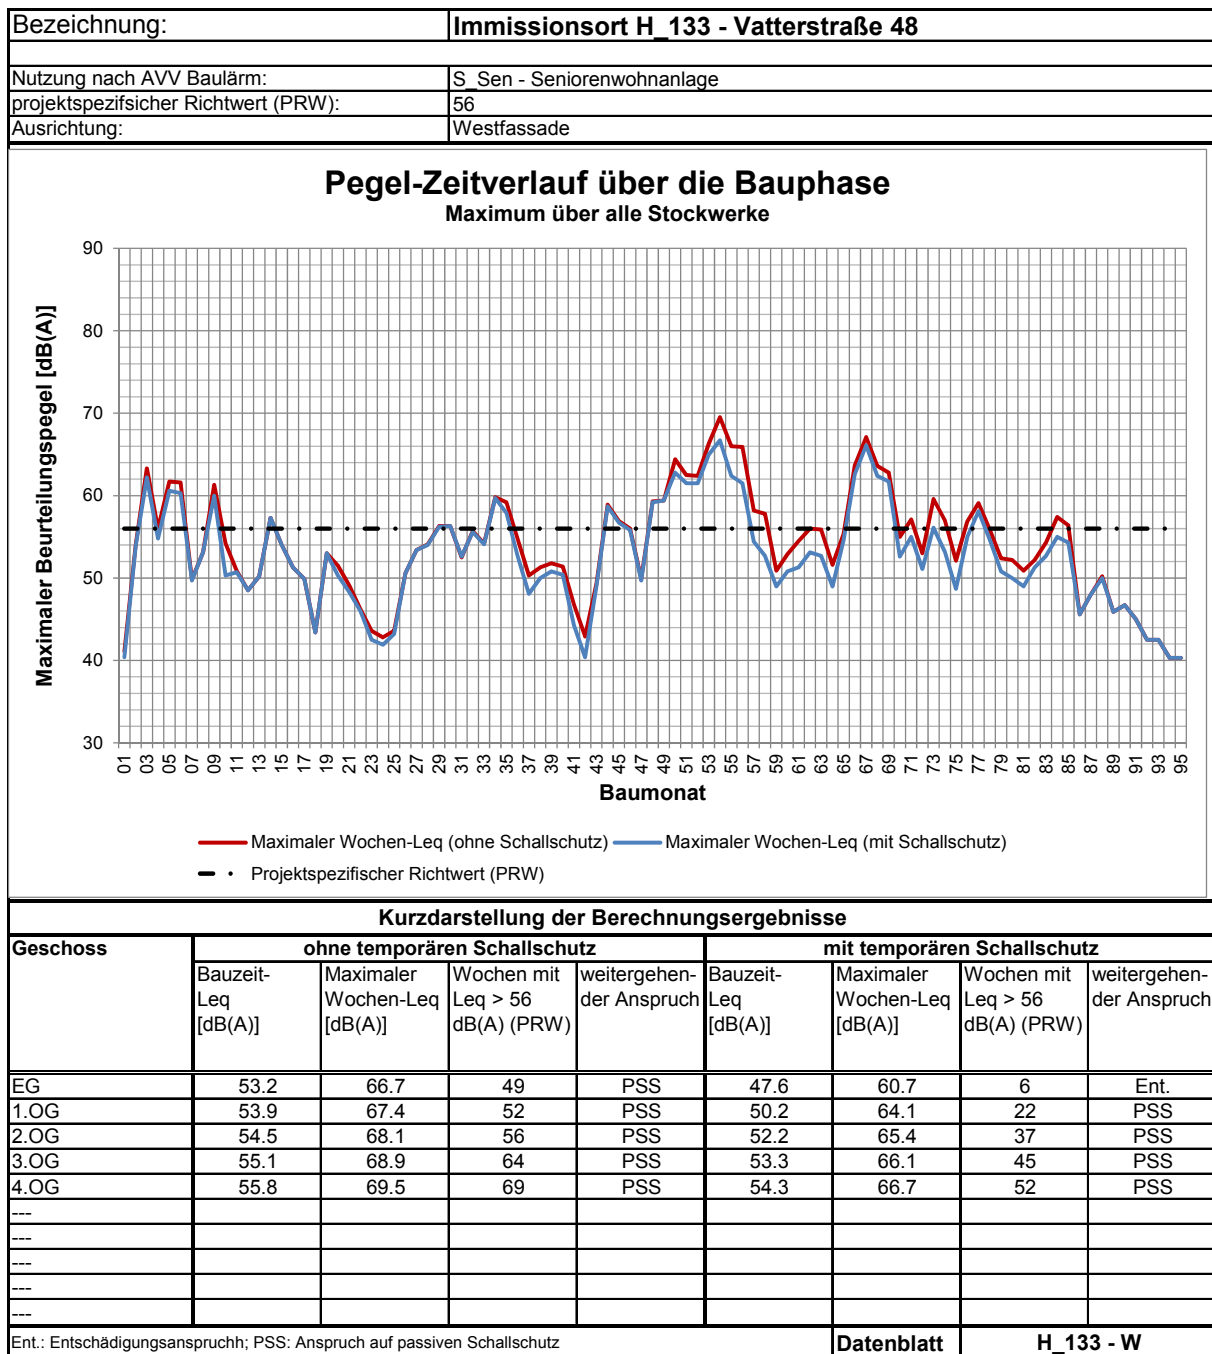 Bezeichnung: Immissionsort H_133 - Vatterstraße 48
Nutzung nach AVV Baulärm: S_Sen - Seniorenwohnanlage
projektspezifsicher Richtwert (PRW): 56
Ausrichtung: Westfassade
Pegel-Zeitverlauf über die Bauphase
Maximum über alle Stockwerke
Maximaler Beurteilungspegel [dB(A)]
90
80
70
60
50
40
30
01 03 05 07 09 11 13 15 17 19 21 23 25 27 29 31 33 35 37 39 41 43 45 47 49 51 53 55 57 59 61 63 65 67 69 71 73 75 77 79 81 83 85 87 89 91 93 95
Baumonat
Maximaler Wochen-Leq (ohne Schallschutz) Maximaler Wochen-Leq (mit Schallschutz)
Projektspezifischer Richtwert (PRW)
Kurzdarstellung der Berechnungsergebnisse
Geschoss ohne temporären Schallschutz mit temporären Schallschutz
Bauzeit- Maximaler Wochen mit weitergehen- Bauzeit- Maximaler Wochen mit weitergehen-
Leq Wochen-Leq Leq > 56 der Anspruch Leq Wochen-Leq Leq > 56 der Anspruch
[dB(A)] [dB(A)] dB(A) (PRW) [dB(A)] [dB(A)] dB(A) (PRW)
EG 53.2 66.7 49 PSS 47.6 60.7 6 Ent.
1.OG 53.9 67.4 52 PSS 50.2 64.1 22 PSS
2.OG 54.5 68.1 56 PSS 52.2 65.4 37 PSS
3.OG 55.1 68.9 64 PSS 53.3 66.1 45 PSS
4.OG 55.8 69.5 69 PSS 54.3 66.7 52 PSS
---
---
---
---
---
Ent.: Entschädigungsanspruchh; PSS: Anspruch auf passiven Schallschutz Datenblatt H_133 - W